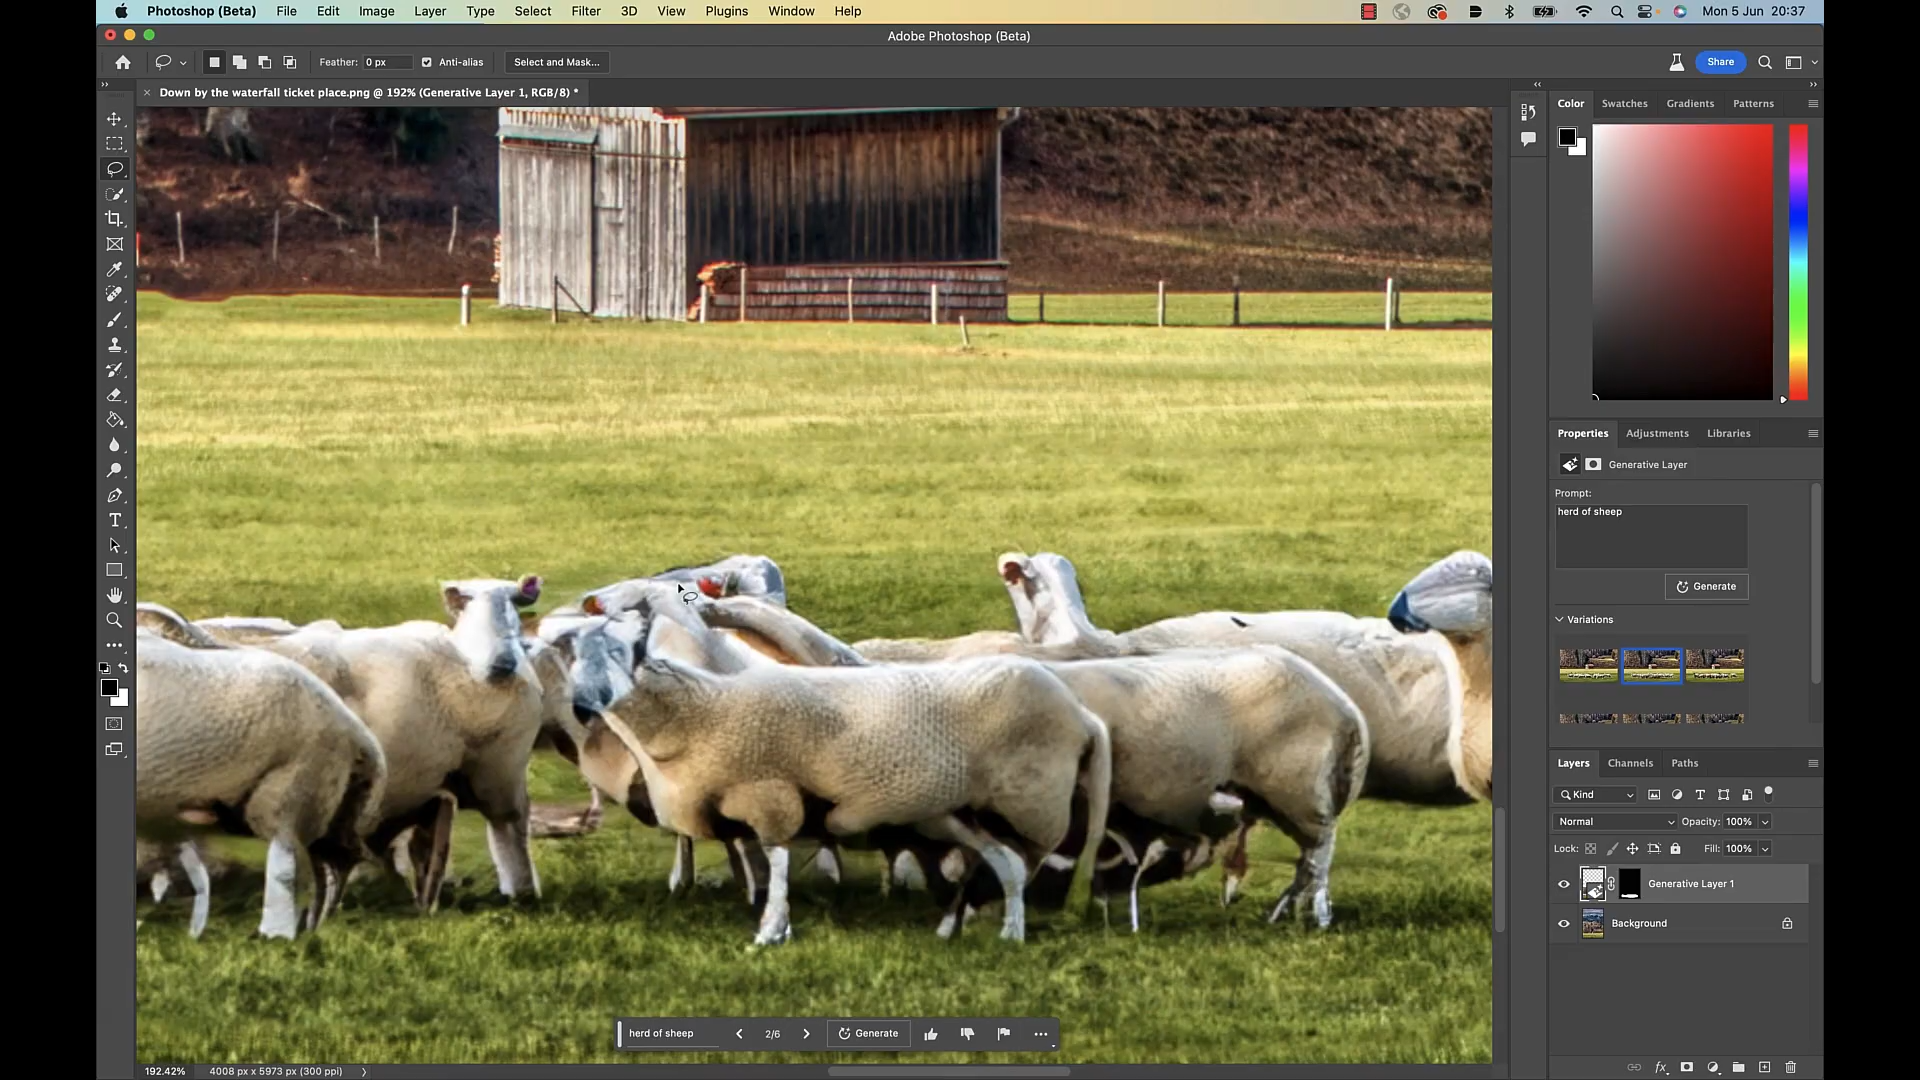 Photoshop (Beta) File Edit Image Layer Type Select Filter 3D View Plugins Window Help Mon 5 Jun 20:37
Adobe Photoshop (Beta)
Feather: 0 px Anti-alias Select and Mask... Share
Down by the waterfall ticket place.png @ 192% (Generative Layer 1, RGB/8) *
Color Swatches Gradients Patterns
Properties Adjustments Libraries
Generative Layer
Prompt:
herd of sheep
Generate
Variations
Layers Channels Paths
Kind
Normal Opacity: 100%
Lock: Fill: 100%
Generative Layer 1
Background
herd of sheep 2/6 Generate
192.42% 4008 px x 5973 px (300 ppi)